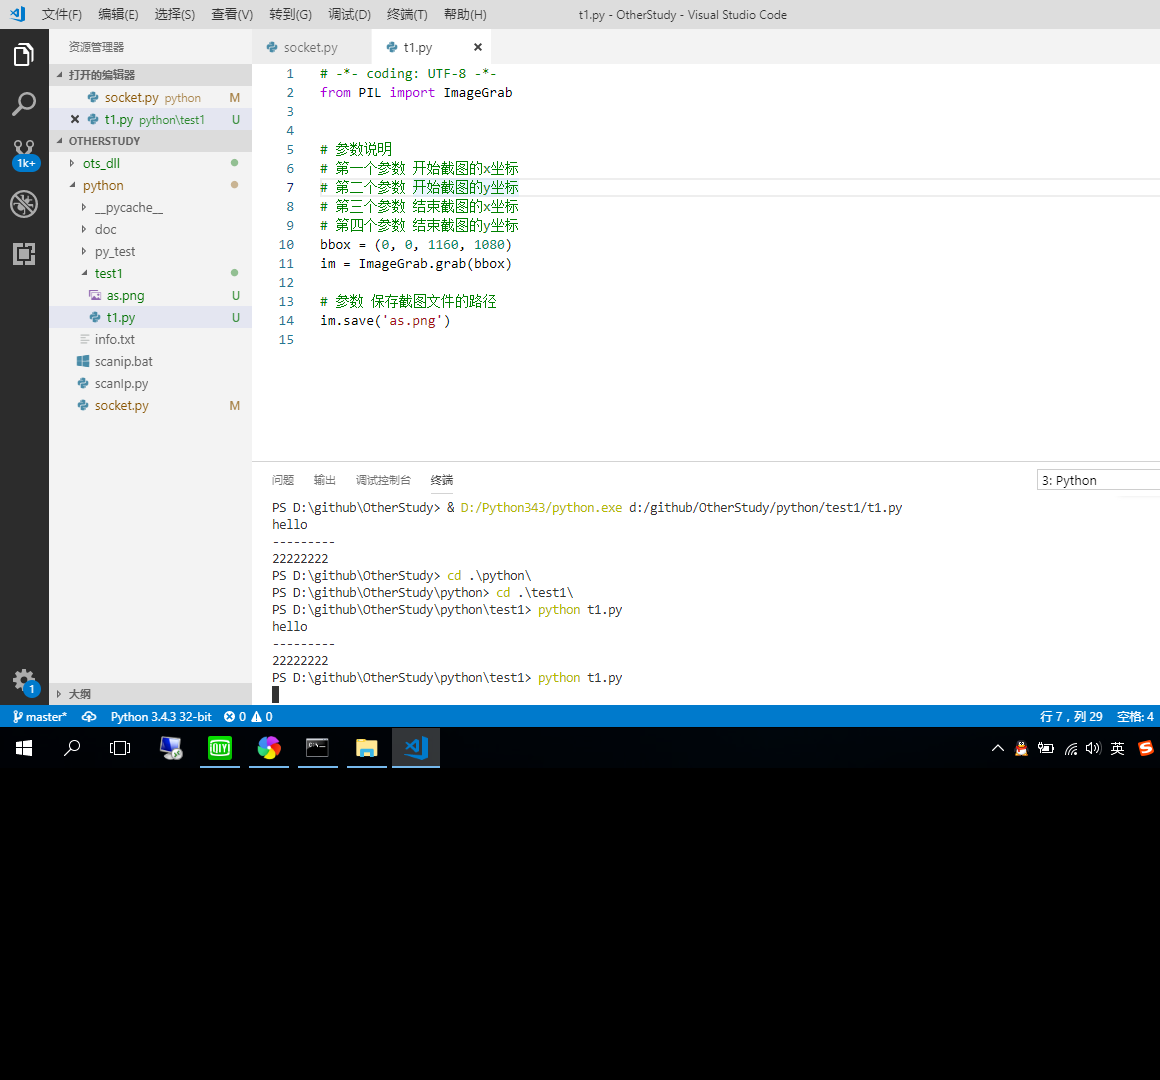 文件(F) 编辑(E) 选择(S) 查看(V) 转到(G) 调试(D) 终端(T) 帮助(H) t1.py - OtherStudy - Visual Studio Code
资源管理器
打开的编辑器
socket.py python M
t1.py python\test1 U
OTHERSTUDY
ots_dll
python
__pycache__
doc
py_test
test1
as.png U
t1.py U
info.txt
scanip.bat
scanIp.py
socket.py M
大纲
1k+
1
socket.py t1.py
1 # -*- coding: UTF-8 -*-
2 from PIL import ImageGrab
3
4
5 # 参数说明
6 # 第一个参数 开始截图的x坐标
7 # 第二个参数 开始截图的y坐标
8 # 第三个参数 结束截图的x坐标
9 # 第四个参数 结束截图的y坐标
10 bbox = (0, 0, 1160, 1080)
11 im = ImageGrab.grab(bbox)
12
13 # 参数 保存截图文件的路径
14 im.save('as.png')
15
问题 输出 调试控制台 终端 3: Python
PS D:\github\OtherStudy> & D:/Python343/python.exe d:/github/OtherStudy/python/test1/t1.py
hello
---------
22222222
PS D:\github\OtherStudy> cd .\python\
PS D:\github\OtherStudy\python> cd .\test1\
PS D:\github\OtherStudy\python\test1> python t1.py
hello
---------
22222222
PS D:\github\OtherStudy\python\test1> python t1.py
master* Python 3.4.3 32-bit 0 0 行 7，列 29 空格: 4
DIY 英 S